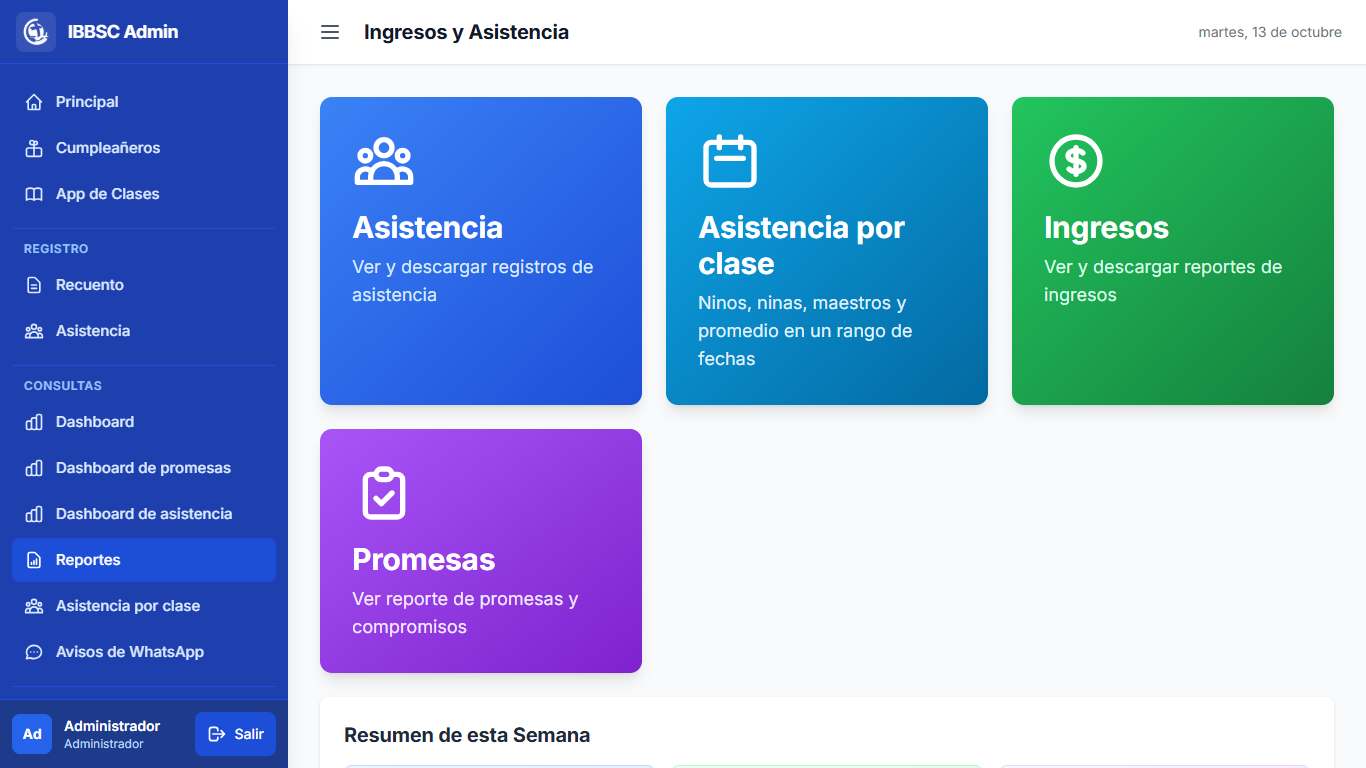 IBBSC Admin
Principal
Cumpleañeros
App de Clases
REGISTRO
Recuento
Asistencia
CONSULTAS
Dashboard
Dashboard de promesas
Dashboard de asistencia
Reportes
Asistencia por clase
Avisos de WhatsApp
Ad
Administrador
Administrador
Salir
Ingresos y Asistencia
martes, 13 de octubre
Asistencia
Ver y descargar registros de
asistencia
Asistencia por
clase
Ninos, ninas, maestros y
promedio en un rango de
fechas
Ingresos
Ver y descargar reportes de
ingresos
Promesas
Ver reporte de promesas y
compromisos
Resumen de esta Semana